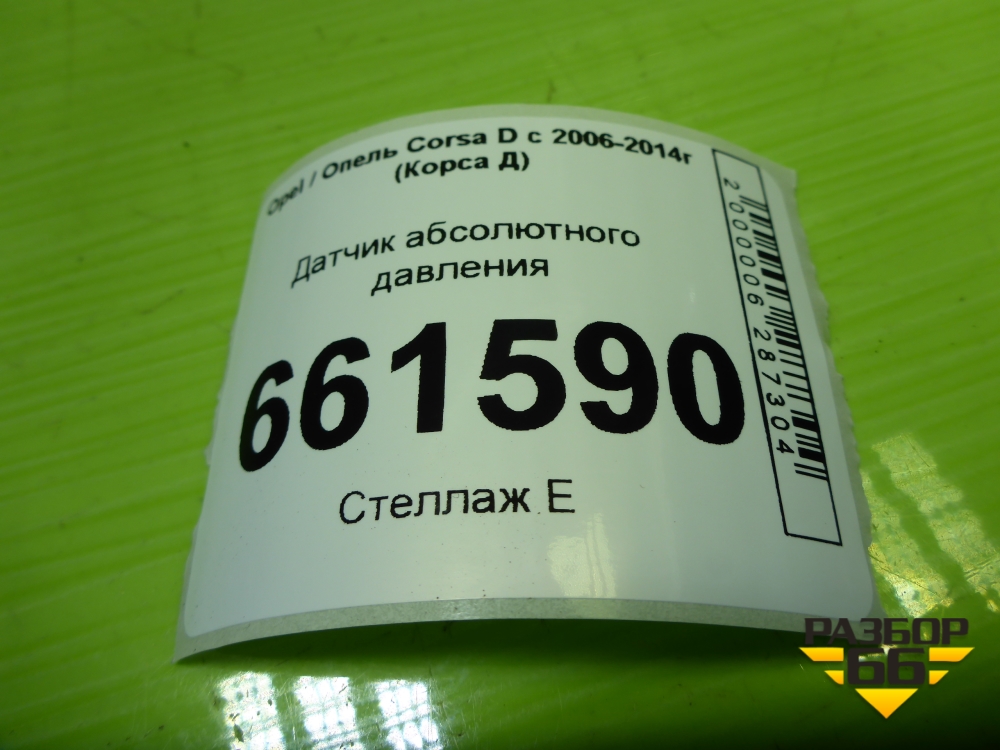 Opel / Опель Corsa D с 2006-2014г
(Корса Д)
Датчик абсолютного
давления
661590
Стеллаж Е
2000006287304
РАЗБОР
66